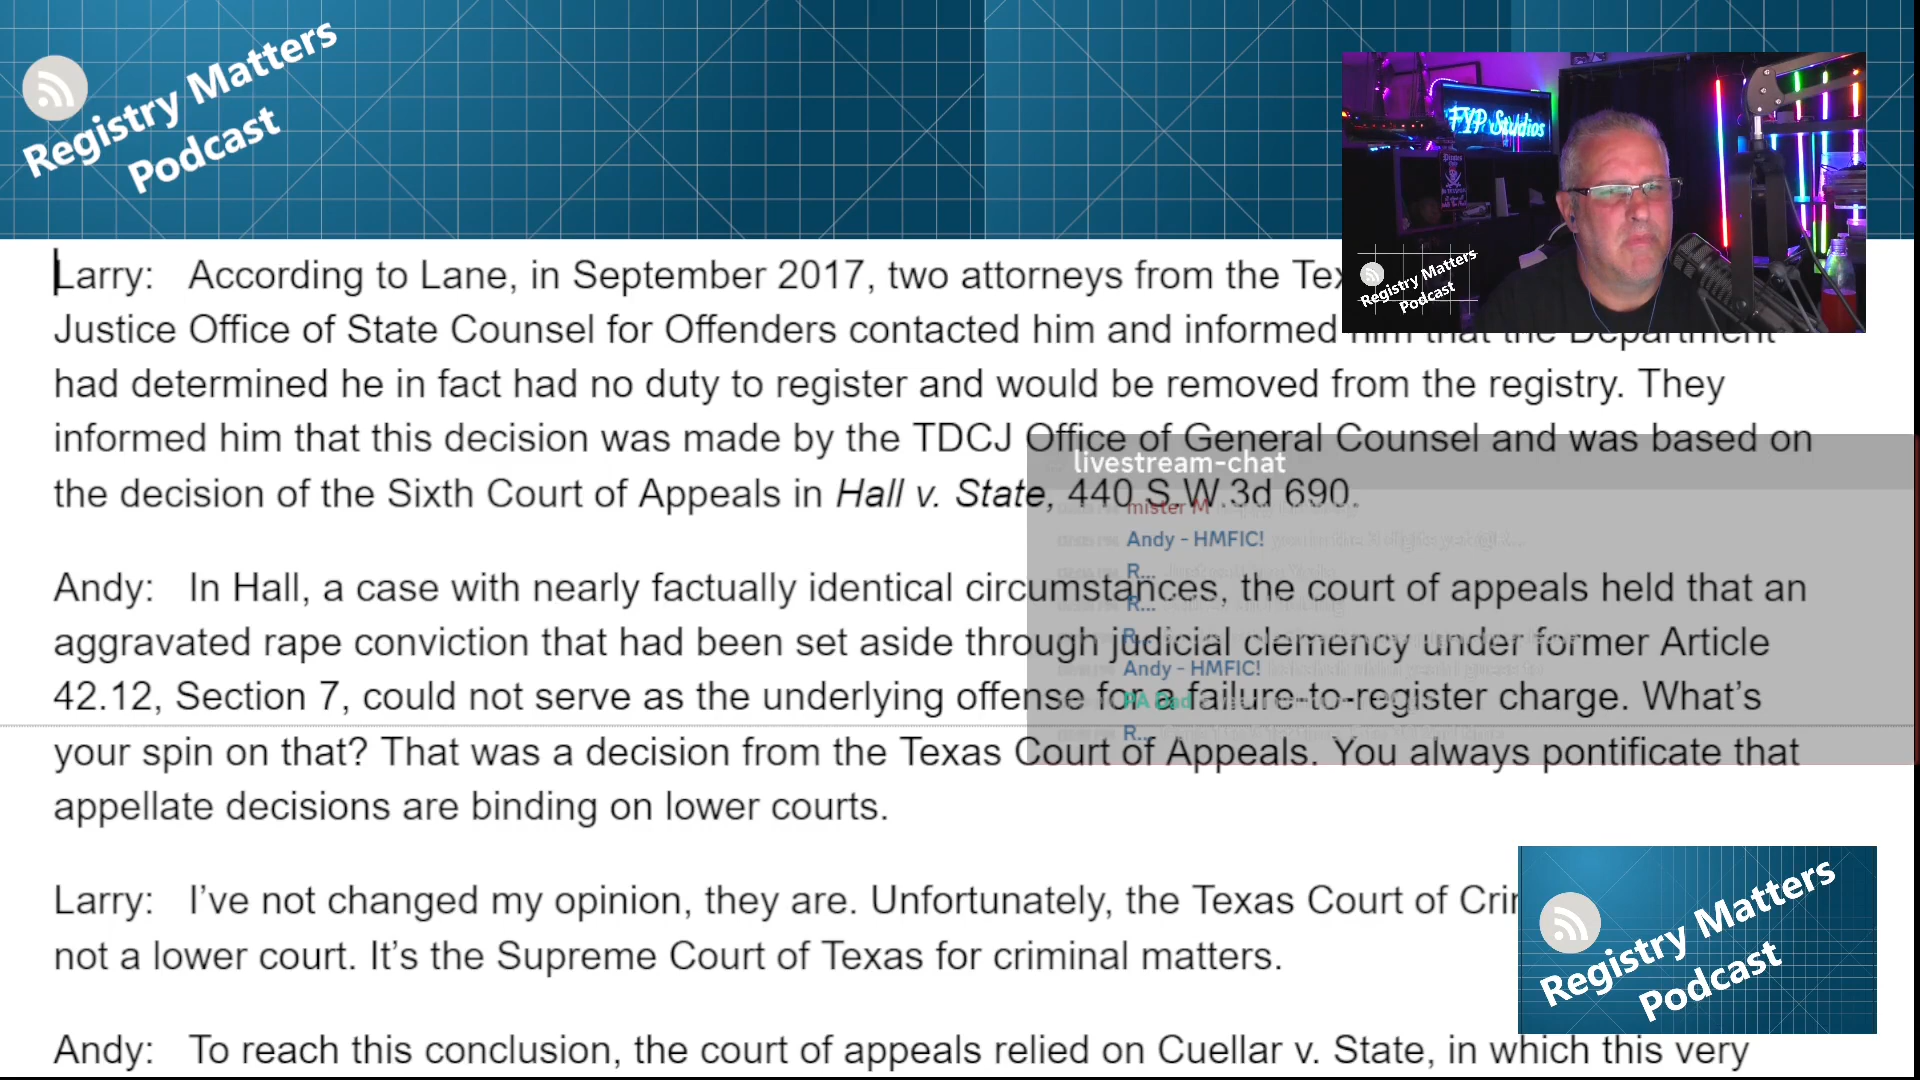 Registry Matters
Podcast
FYP Studios
Registry Matters
Podcast
Larry: According to Lane, in September 2017, two attorneys from the Tex
Justice Office of State Counsel for Offenders contacted him and informed him that the Department
had determined he in fact had no duty to register and would be removed from the registry. They
informed him that this decision was made by the TDCJ Office of General Counsel and was based on
the decision of the Sixth Court of Appeals in Hall v. State, 440 S.W.3d 690.
livestream-chat
mister M
Andy - HMFIC!
R...
R...
R...
Andy - HMFIC!
PA Dad
R...
Andy: In Hall, a case with nearly factually identical circumstances, the court of appeals held that an
aggravated rape conviction that had been set aside through judicial clemency under former Article
42.12, Section 7, could not serve as the underlying offense for a failure-to-register charge. What’s
your spin on that? That was a decision from the Texas Court of Appeals. You always pontificate that
appellate decisions are binding on lower courts.
Larry: I’ve not changed my opinion, they are. Unfortunately, the Texas Court of Crim
not a lower court. It’s the Supreme Court of Texas for criminal matters.
Registry Matters
Podcast
Andy: To reach this conclusion, the court of appeals relied on Cuellar v. State, in which this very